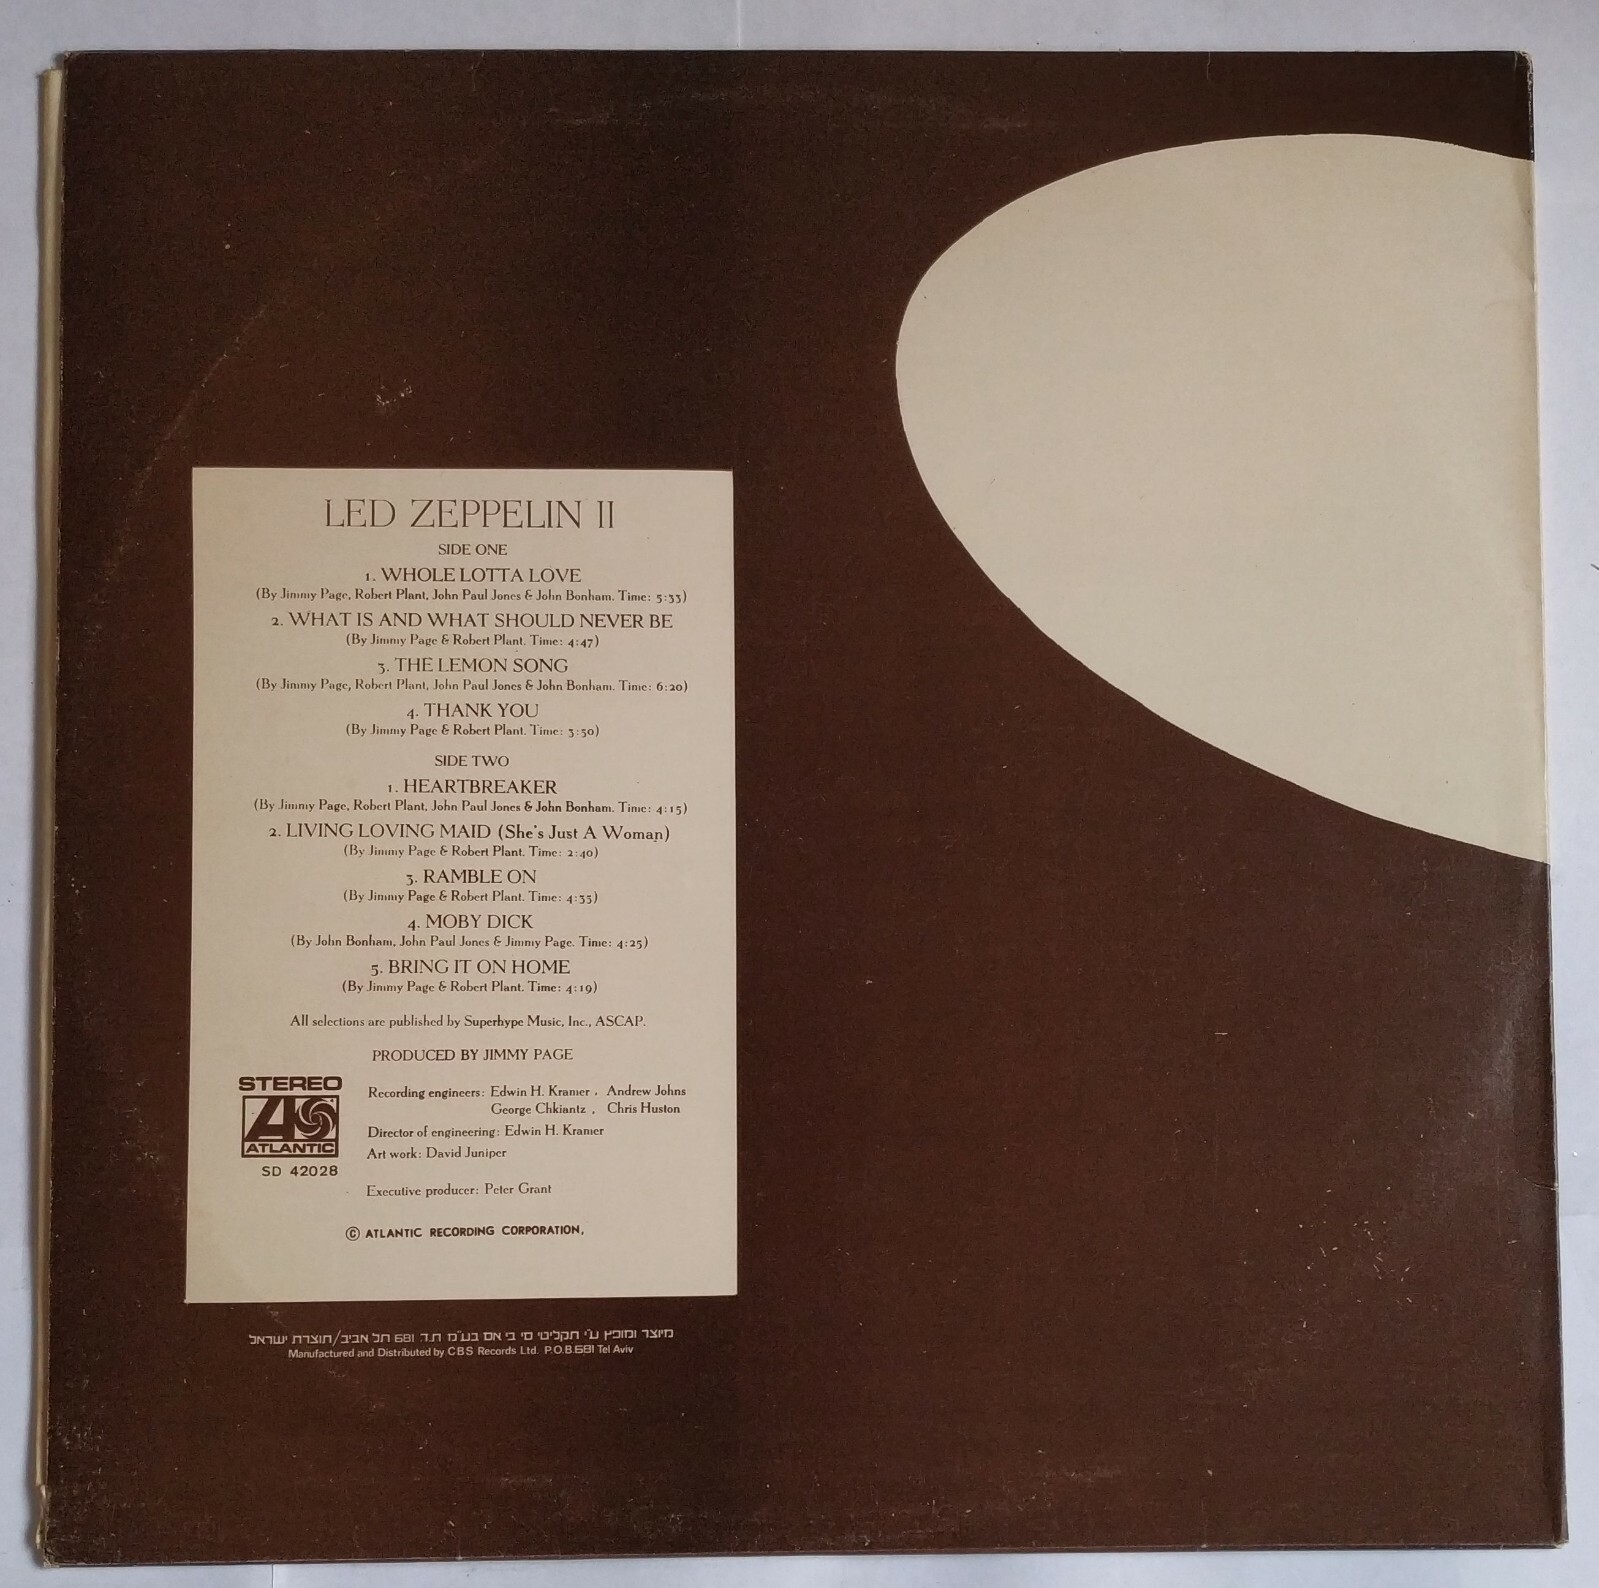 LED ZEPPELIN II
SIDE ONE
1. WHOLE LOTTA LOVE
(By Jimmy Page, Robert Plant, John Paul Jones & John Bonham. Time: 5:33)
2. WHAT IS AND WHAT SHOULD NEVER BE
(By Jimmy Page & Robert Plant. Time: 4:47)
3. THE LEMON SONG
(By Jimmy Page, Robert Plant, John Paul Jones & John Bonham. Time: 6:20)
4. THANK YOU
(By Jimmy Page & Robert Plant. Time: 3:50)
SIDE TWO
1. HEARTBREAKER
(By Jimmy Page, Robert Plant, John Paul Jones & John Bonham. Time: 4:15)
2. LIVING LOVING MAID (She's Just A Woman)
(By Jimmy Page & Robert Plant. Time: 2:40)
3. RAMBLE ON
(By Jimmy Page & Robert Plant. Time: 4:35)
4. MOBY DICK
(By John Bonham, John Paul Jones & Jimmy Page. Time: 4:25)
5. BRING IT ON HOME
(By Jimmy Page & Robert Plant. Time: 4:19)
All selections are published by Superhype Music, Inc., ASCAP.
PRODUCED BY JIMMY PAGE
STEREO
ATLANTIC
SD 42028
Recording engineers: Edwin H. Kramer , Andrew Johns
George Chkiantz , Chris Huston
Director of engineering: Edwin H. Kramer
Art work: David Juniper
Executive producer: Peter Grant
© ATLANTIC RECORDING CORPORATION,
מיוצר ומופץ ע"י תקליטי סי בי אס בע"מ ת.ד 681 תל אביב/תוצרת ישראל
Manufactured and Distributed by CBS Records Ltd. P.O.B.681 Tel Aviv